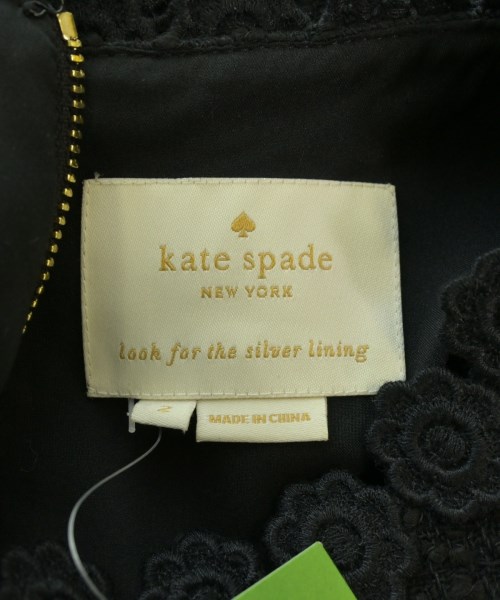 kate spade
NEW YORK
look for the silver lining
2
MADE IN CHINA